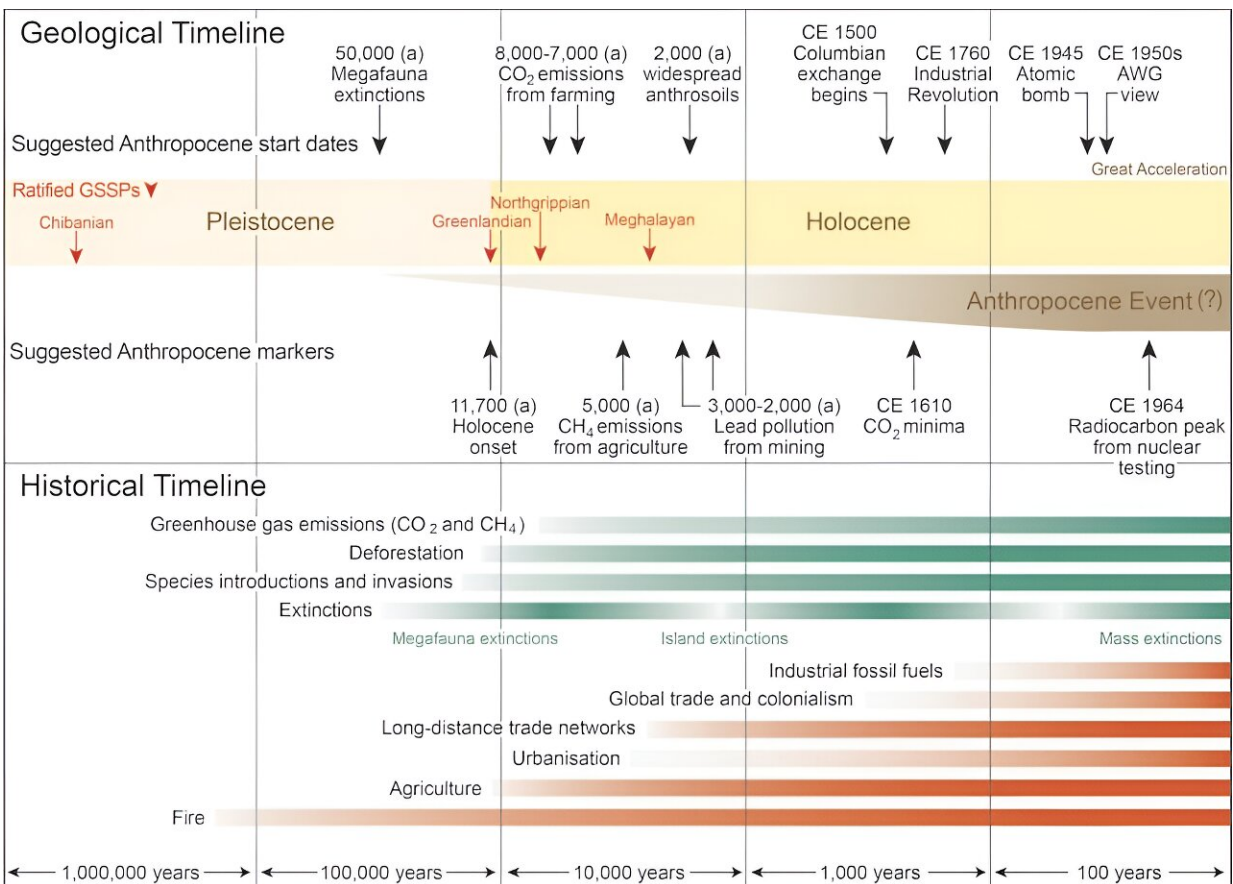 Geological Timeline
50,000 (a)
Megafauna
extinctions
8,000-7,000 (a)
CO₂ emissions
from farming
2,000 (a)
widespread
anthrosoils
CE 1500
Columbian
exchange
begins
CE 1760
Industrial
Revolution
CE 1945
Atomic
bomb
CE 1950s
AWG
view
Suggested Anthropocene start dates
Great Acceleration
Ratified GSSPs
Chibanian
Pleistocene
Greenlandian
Northgrippian
Meghalayan
Holocene
Anthropocene Event (?)
Suggested Anthropocene markers
11,700 (a)
Holocene
onset
5,000 (a)
CH₄ emissions
from agriculture
3,000-2,000 (a)
Lead pollution
from mining
CE 1610
CO₂ minima
CE 1964
Radiocarbon peak
from nuclear
testing
Historical Timeline
Greenhouse gas emissions (CO₂ and CH₄)
Deforestation
Species introductions and invasions
Extinctions
Megafauna extinctions
Island extinctions
Mass extinctions
Industrial fossil fuels
Global trade and colonialism
Long-distance trade networks
Urbanisation
Agriculture
Fire
1,000,000 years
100,000 years
10,000 years
1,000 years
100 years